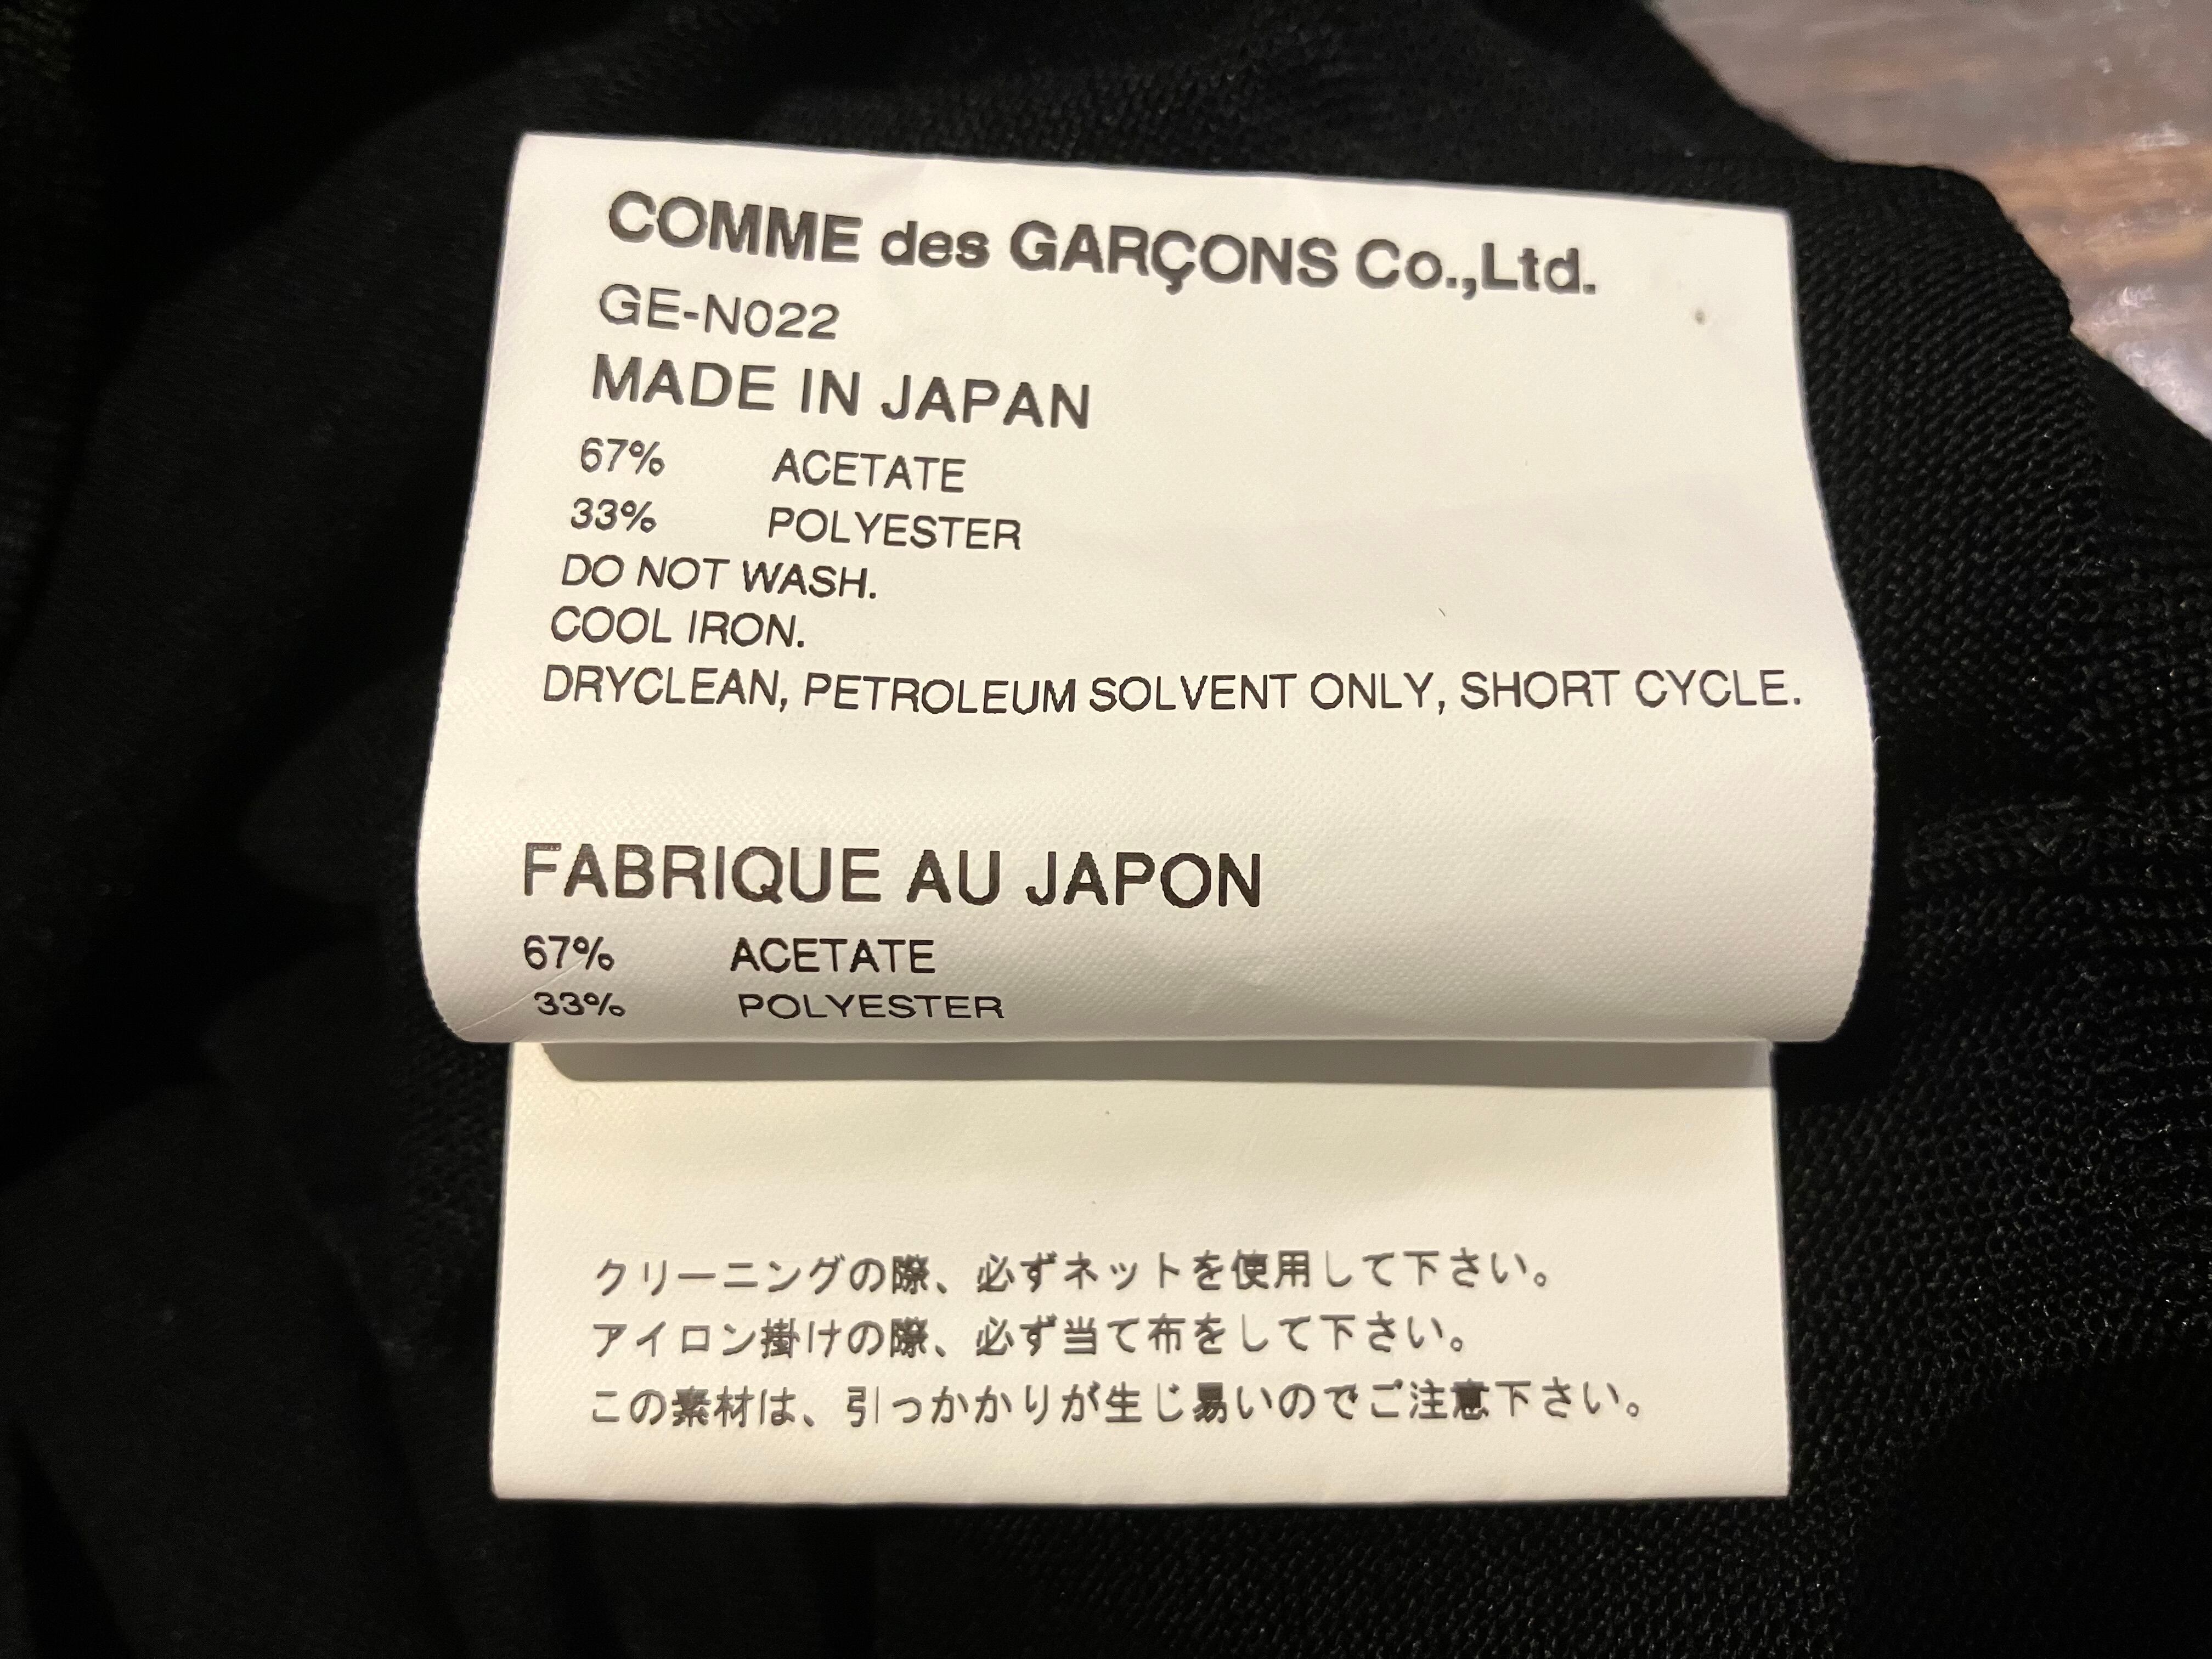 COMME des GARÇONS Co.,Ltd.
GE-N022
MADE IN JAPAN
67% ACETATE
33% POLYESTER
DO NOT WASH.
COOL IRON.
DRYCLEAN, PETROLEUM SOLVENT ONLY, SHORT CYCLE.
FABRIQUE AU JAPON
67% ACETATE
33% POLYESTER
クリーニングの際、必ずネットを使用して下さい。
アイロン掛けの際、必ず当て布をして下さい。
この素材は、引っかかりが生じ易いのでご注意下さい。